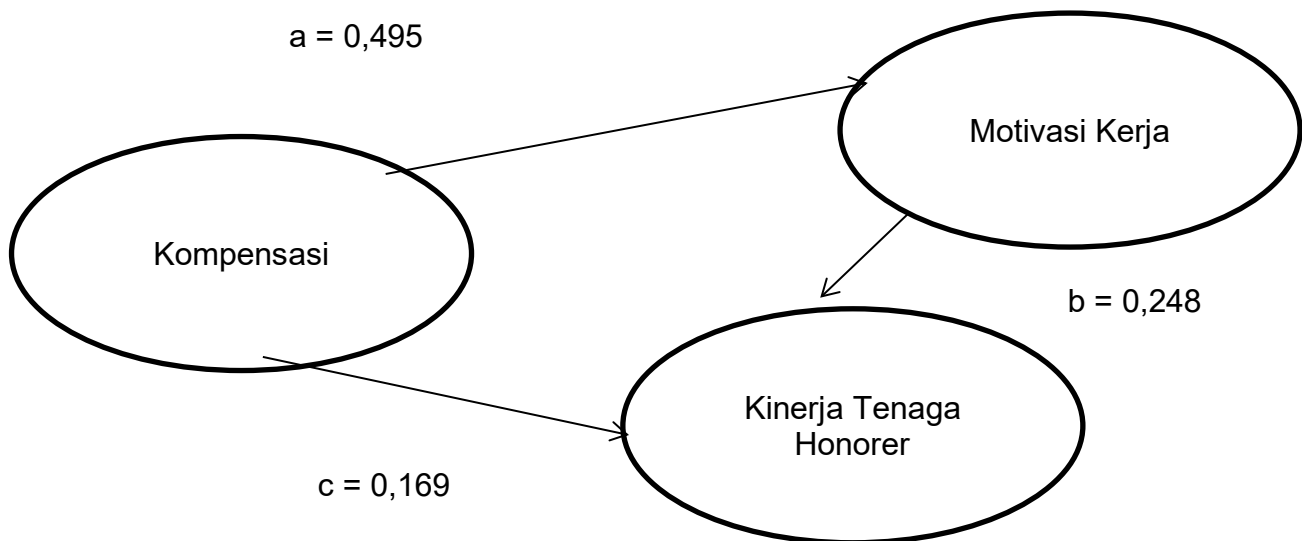 a = 0,495
Motivasi Kerja
Kompensasi
b = 0,248
Kinerja Tenaga
Honorer
c = 0,169